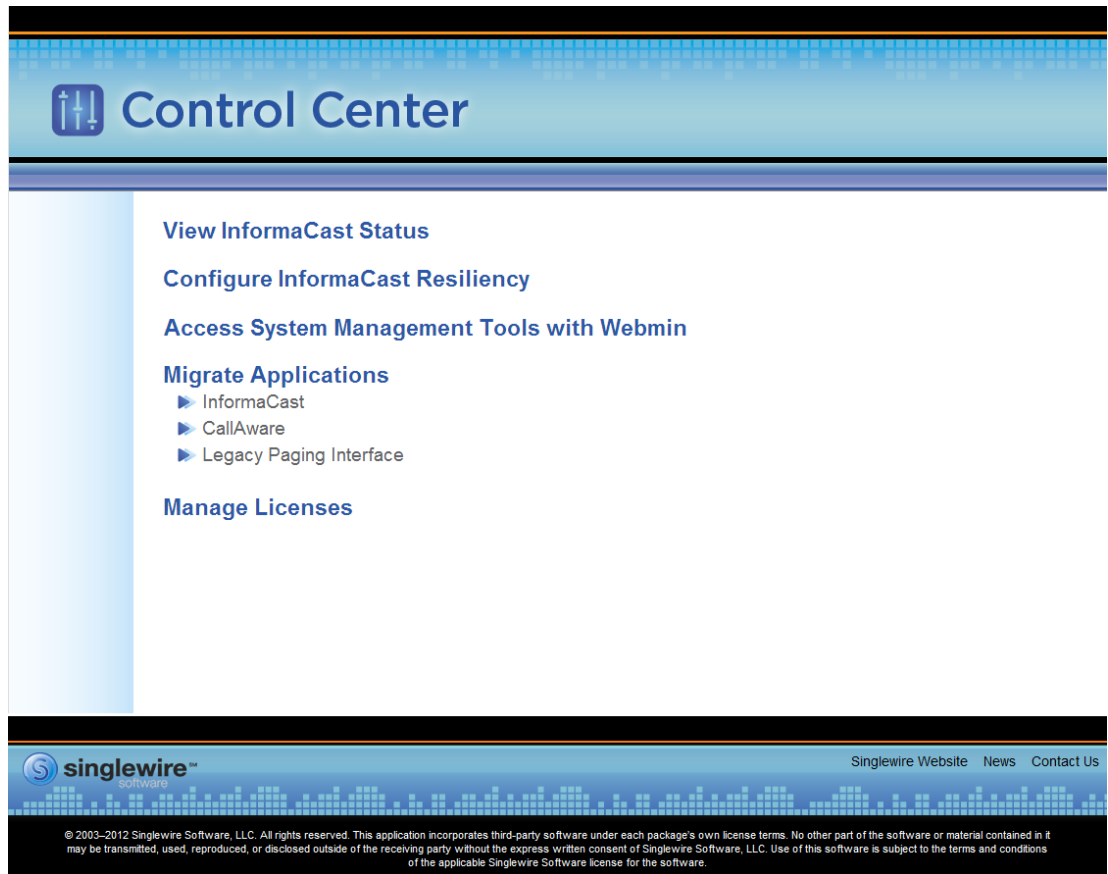 Control Center
View InformaCast Status
Configure InformaCast Resiliency
Access System Management Tools with Webmin
Migrate Applications
InformaCast
CallAware
Legacy Paging Interface
Manage Licenses
S singlewire℠
software
Singlewire Website News Contact Us
© 2003–2012 Singlewire Software, LLC. All rights reserved. This application incorporates third-party software under each package's own license terms. No other part of the software or material contained in it
may be transmitted, used, reproduced, or disclosed outside of the receiving party without the express written consent of Singlewire Software, LLC. Use of this software is subject to the terms and conditions
of the applicable Singlewire Software license for the software.